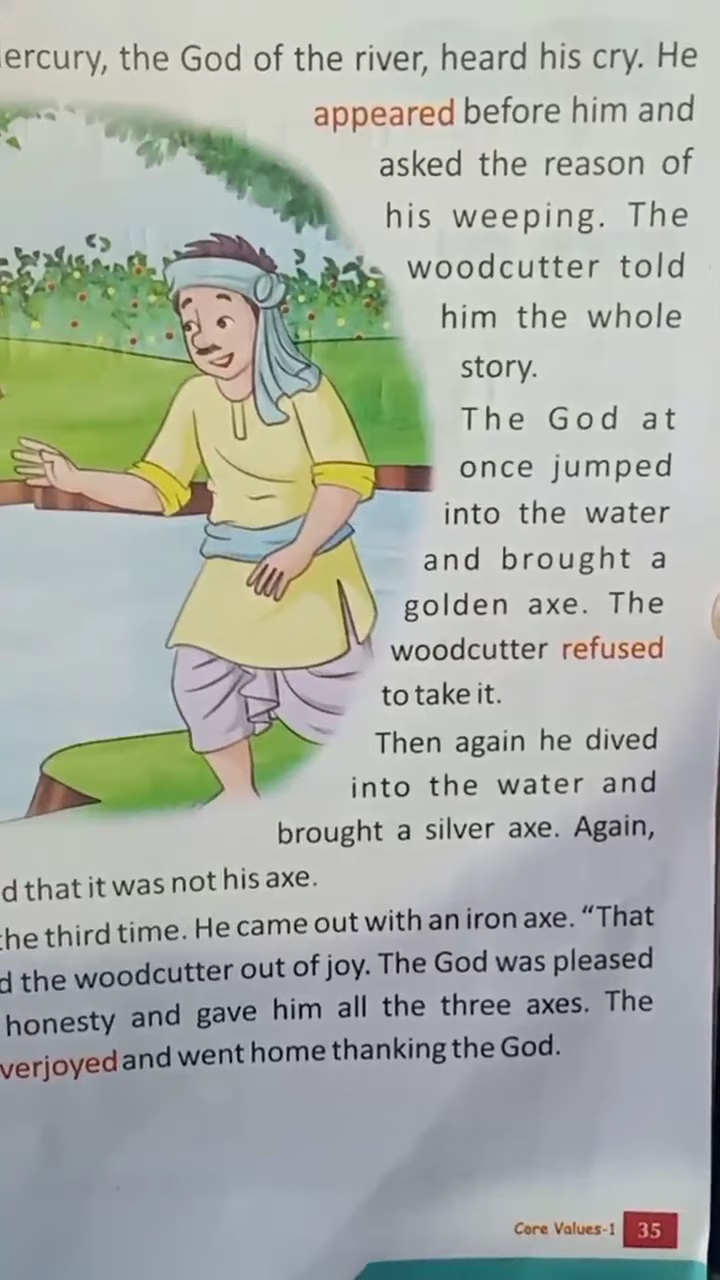 ercury, the God of the river, heard his cry. He
appeared before him and
asked the reason of
his weeping. The
woodcutter told
him the whole
story.
The God at
once jumped
into the water
and brought a
golden axe. The
woodcutter refused
to take it.
Then again he dived
into the water and
brought a silver axe. Again,
d that it was not his axe.
the third time. He came out with an iron axe. “That
d the woodcutter out of joy. The God was pleased
honesty and gave him all the three axes. The
verjoyed and went home thanking the God.
Core Values-1 35